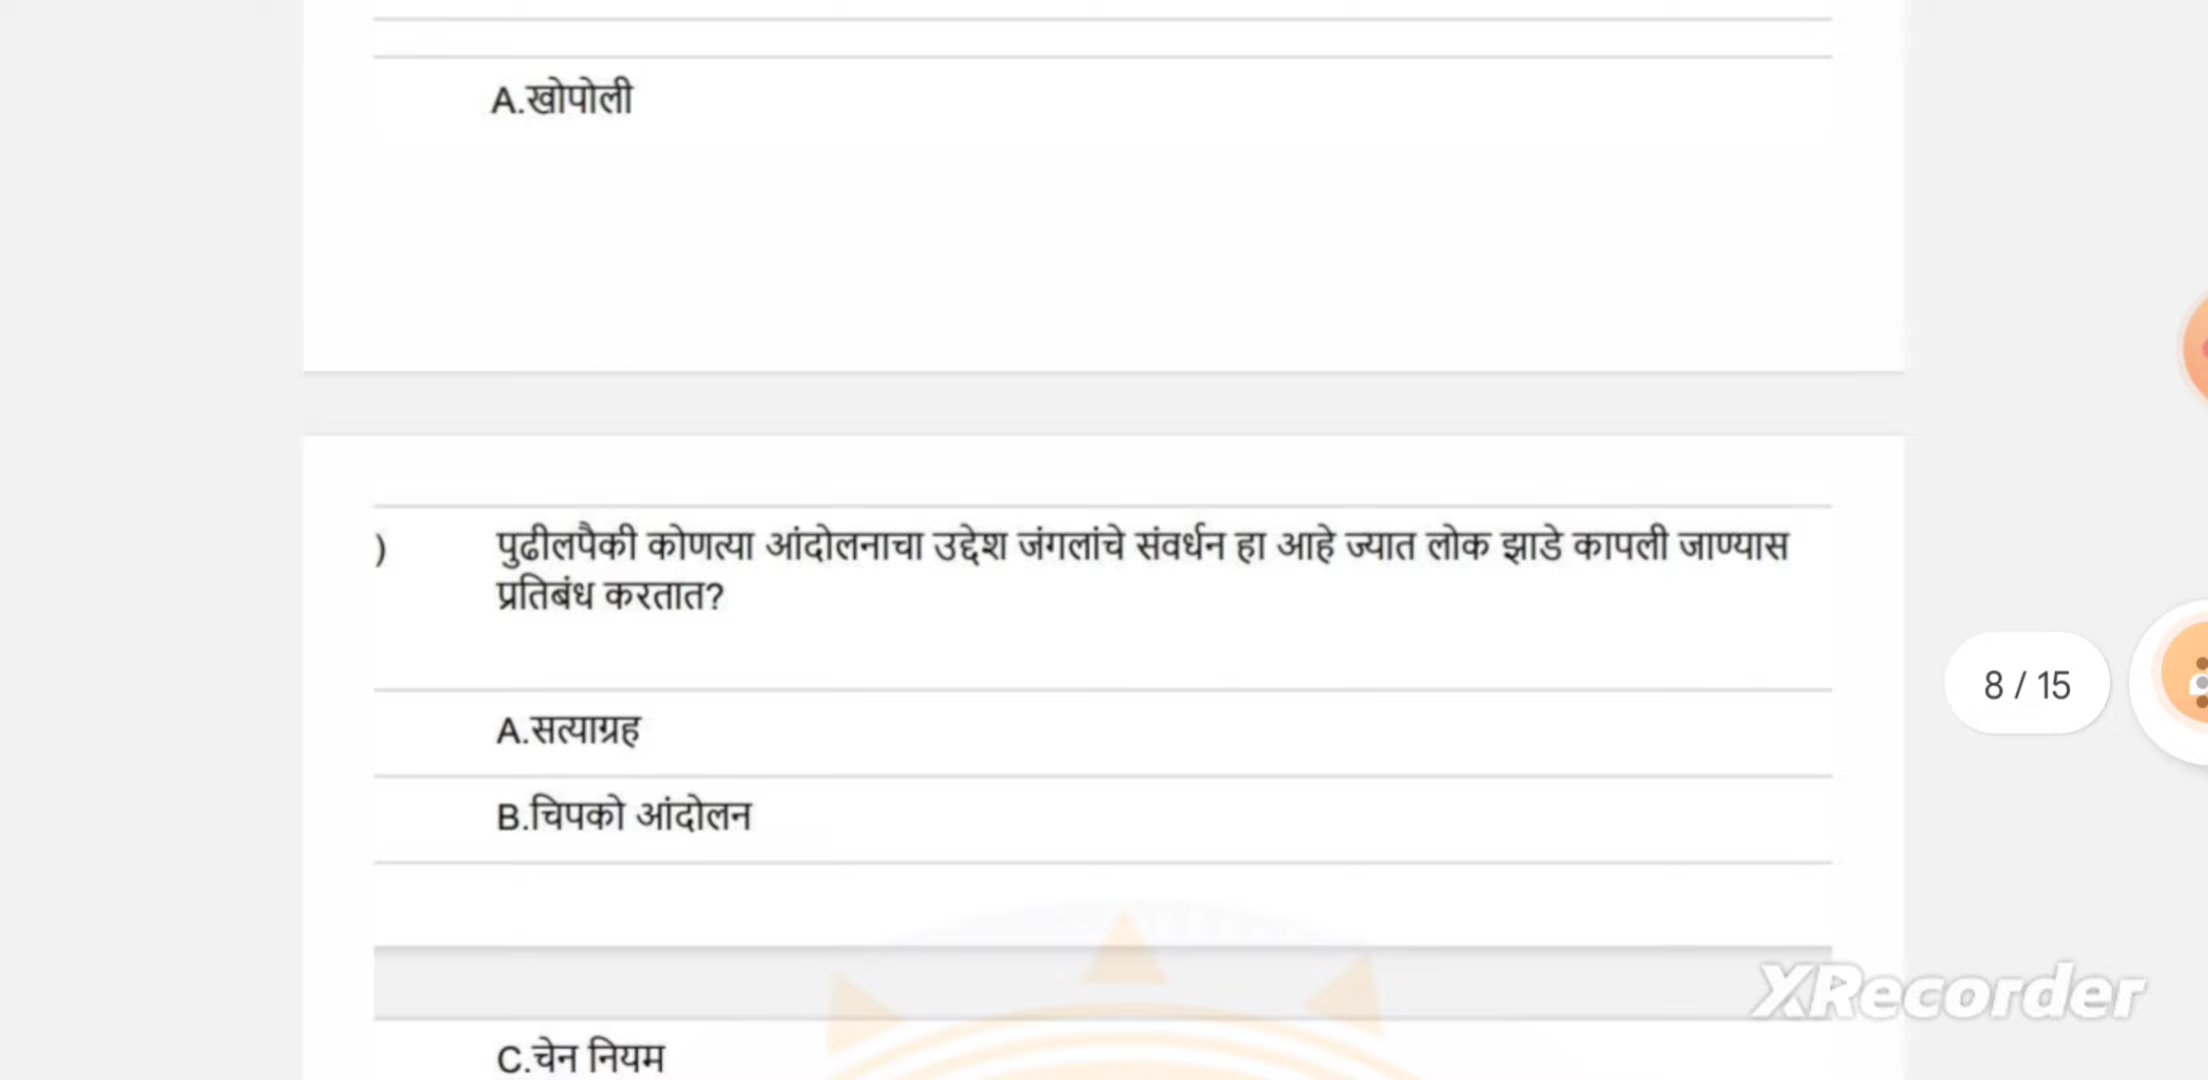 A.खोपोली
) पुढीलपैकी कोणत्या आंदोलनाचा उद्देश जंगलांचे संवर्धन हा आहे ज्यात लोक झाडे कापली जाण्यास
प्रतिबंध करतात?
8 / 15
A.सत्याग्रह
B.चिपको आंदोलन
XRecorder
C.चेन नियम